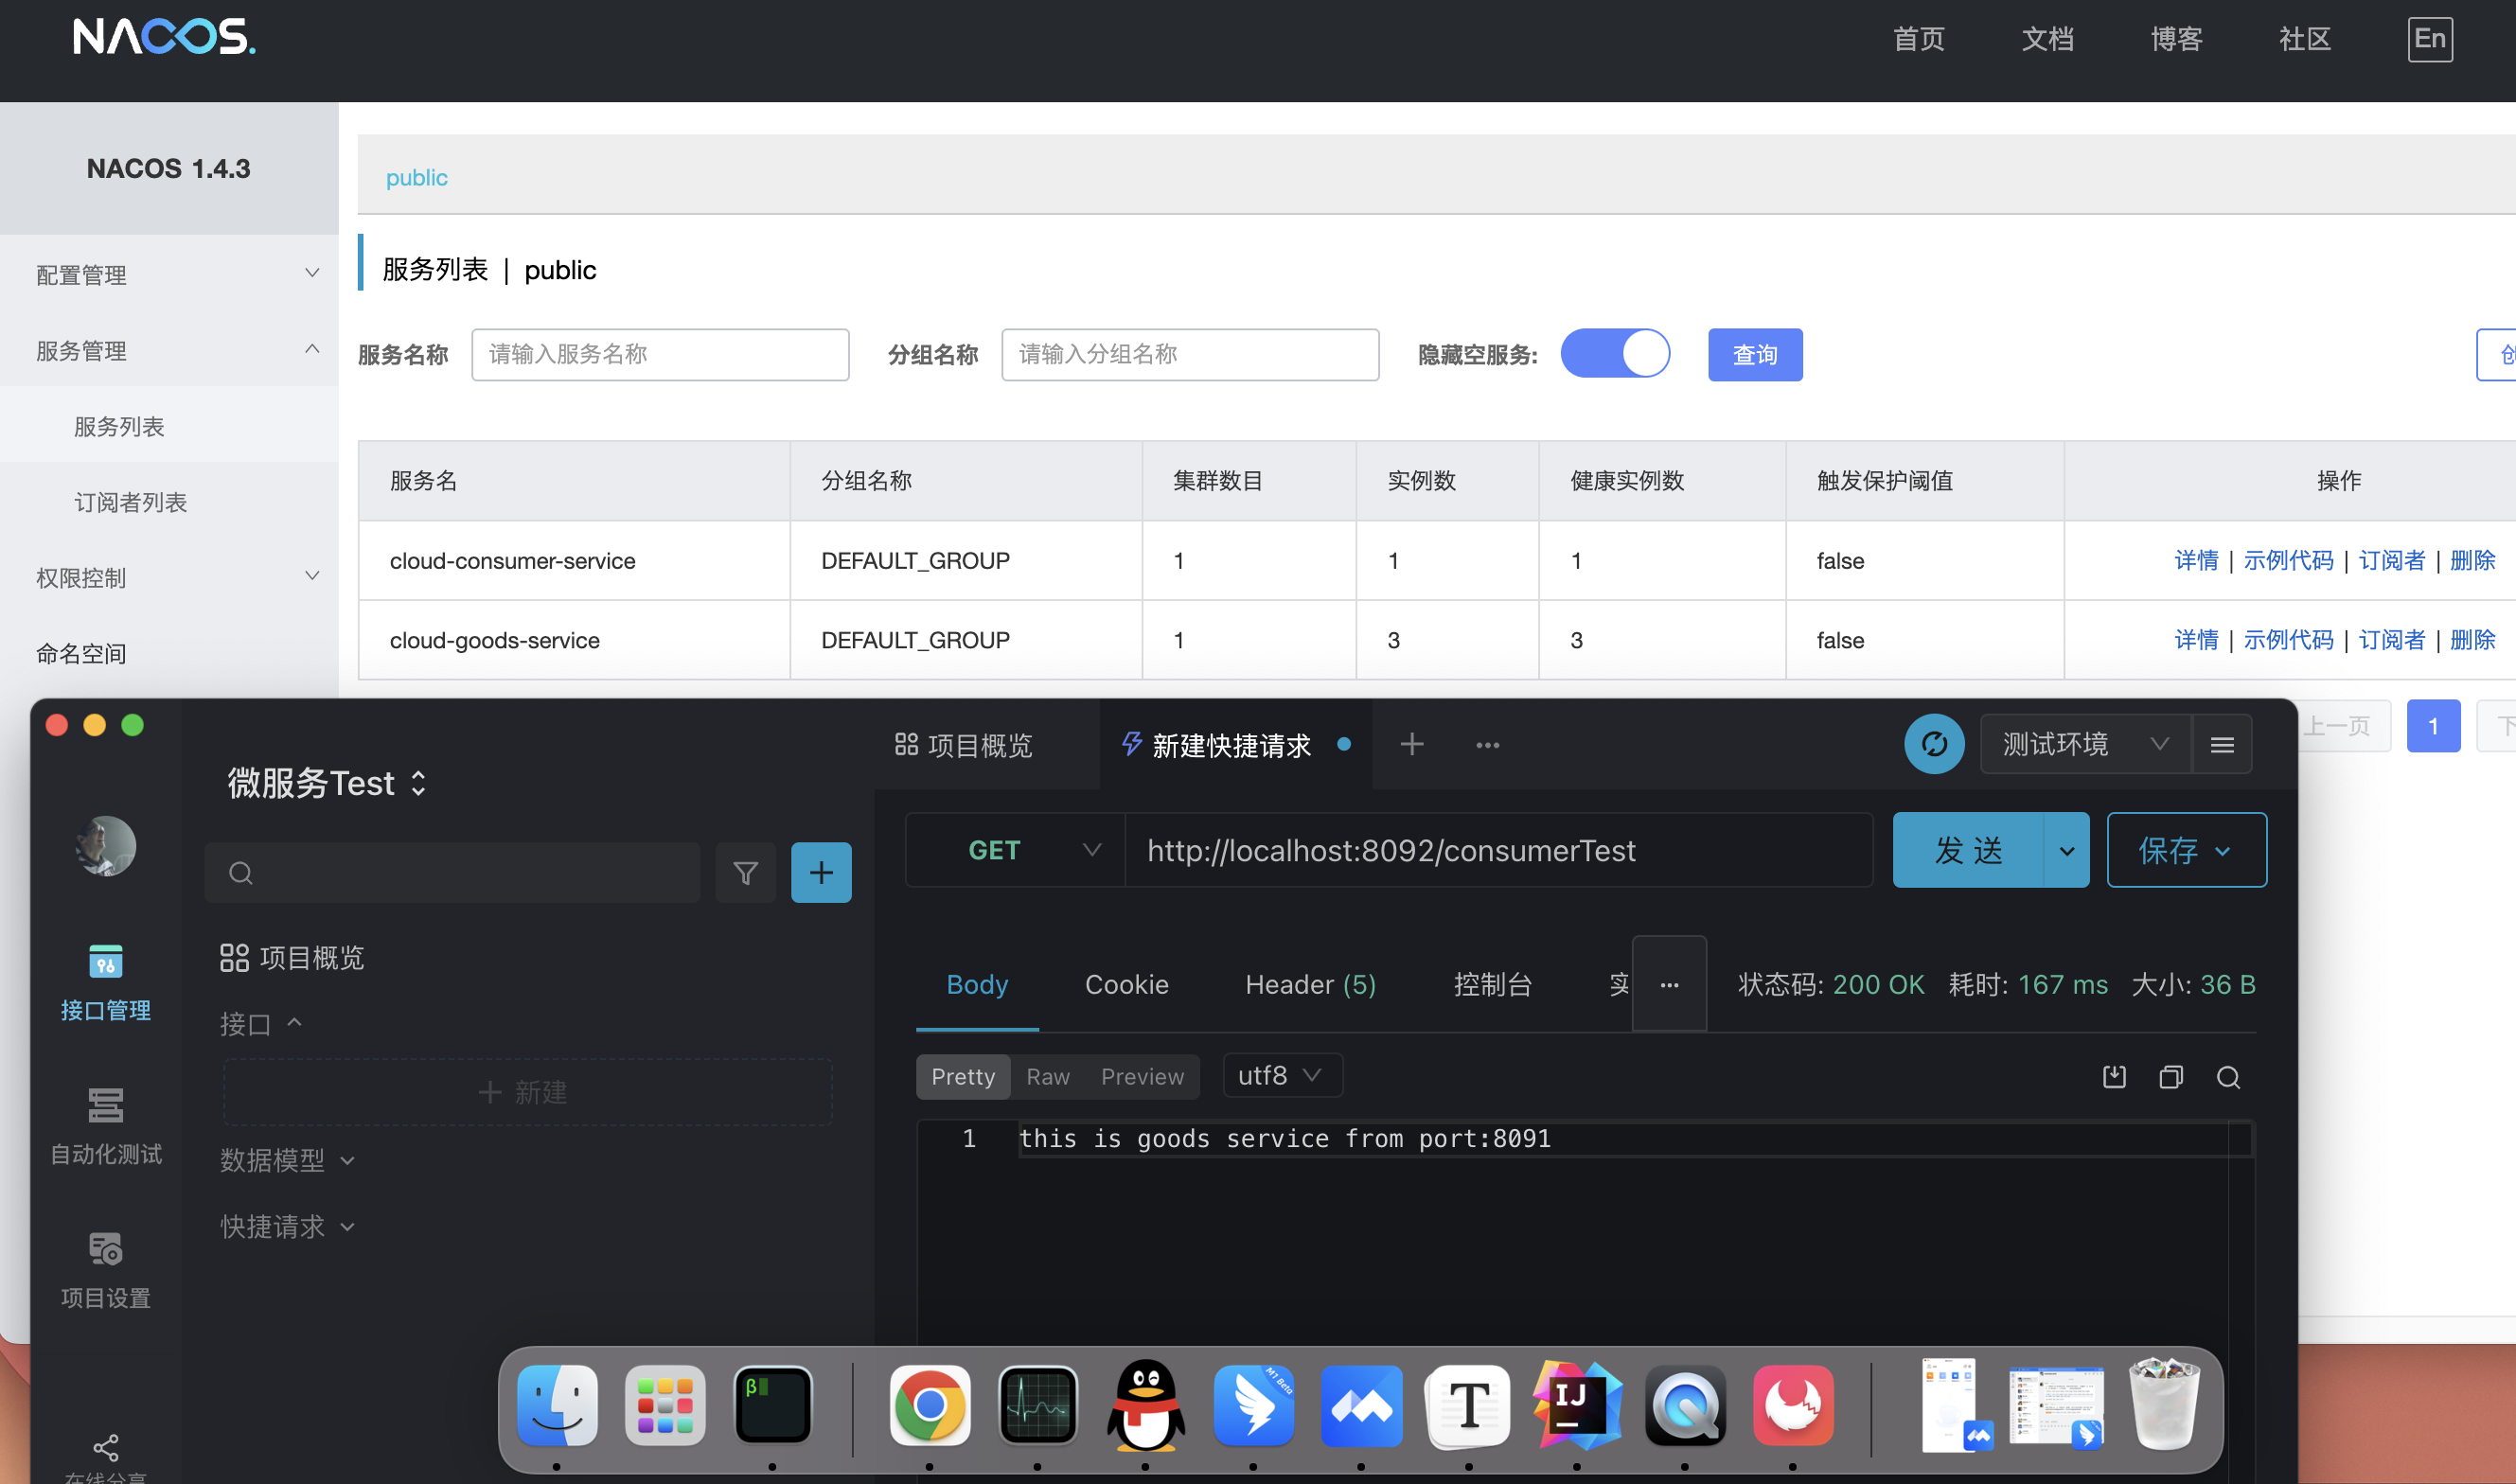 NACOS.
首页 文档 博客 社区 En
NACOS 1.4.3
配置管理
服务管理
服务列表
订阅者列表
权限控制
命名空间
public
服务列表 | public
服务名称 请输入服务名称 分组名称 请输入分组名称 隐藏空服务: 查询
服务名 分组名称 集群数目 实例数 健康实例数 触发保护阈值 操作
cloud-consumer-service DEFAULT_GROUP 1 1 1 false 详情 | 示例代码 | 订阅者 | 删除
cloud-goods-service DEFAULT_GROUP 1 3 3 false 详情 | 示例代码 | 订阅者 | 删除
上一页 1
微服务Test
接口管理
自动化测试
项目设置
在线分享
项目概览
接口
+ 新建
数据模型
快捷请求
项目概览 新建快捷请求 测试环境
GET http://localhost:8092/consumerTest 发送 保存
Body Cookie Header (5) 控制台 实 状态码: 200 OK 耗时: 167 ms 大小: 36 B
Pretty Raw Preview utf8
1 this is goods service from port:8091
β
M1 Beta
T
IJ